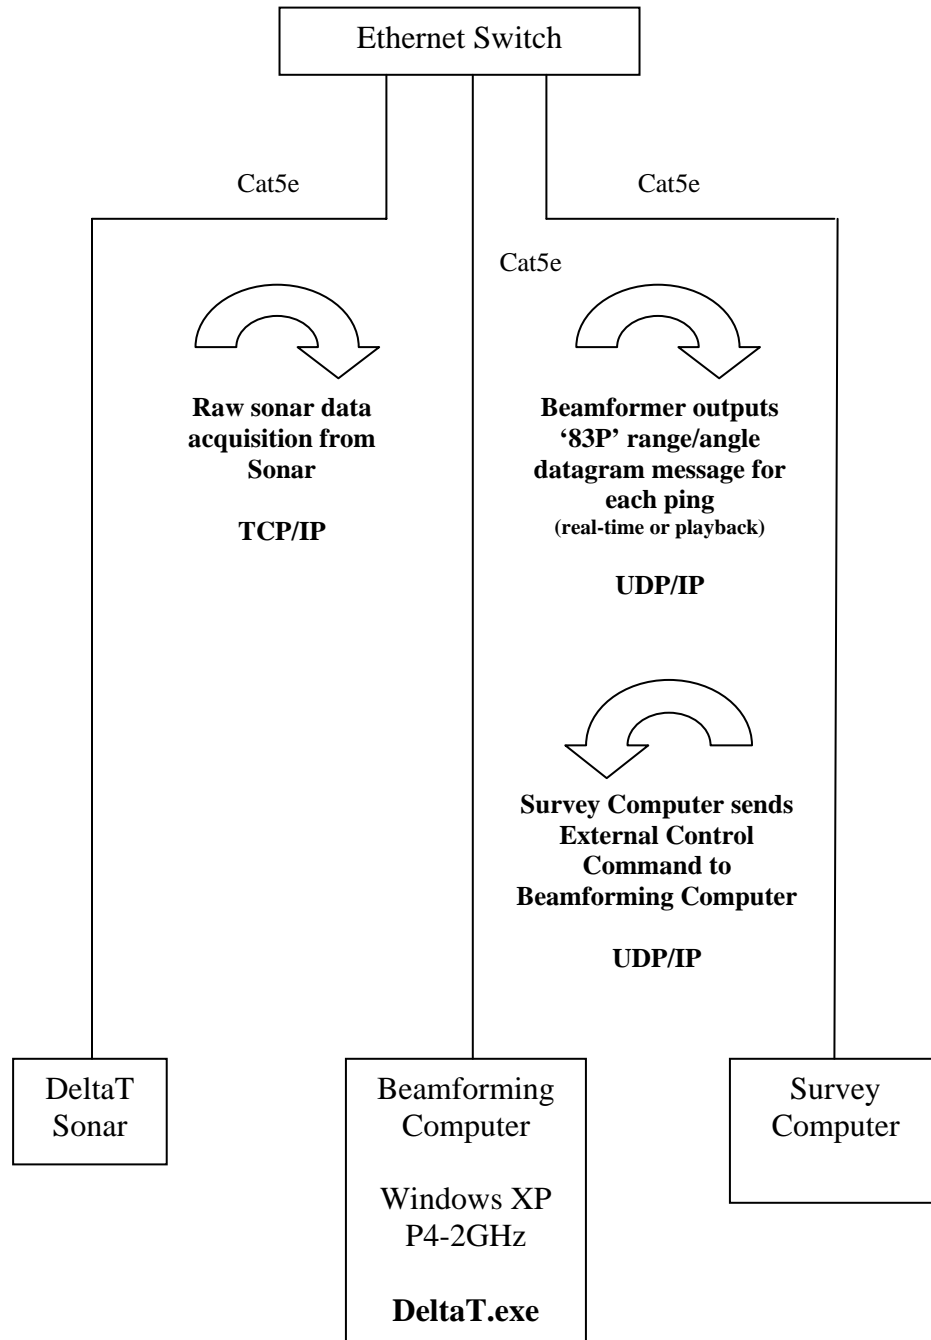 Ethernet Switch
Cat5e
Cat5e
Cat5e
Raw sonar data
acquisition from
Sonar
TCP/IP
Beamformer outputs
‘83P’ range/angle
datagram message for
each ping
(real-time or playback)
UDP/IP
Survey Computer sends
External Control
Command to
Beamforming Computer
UDP/IP
DeltaT
Sonar
Beamforming
Computer
Windows XP
P4-2GHz
DeltaT.exe
Survey
Computer